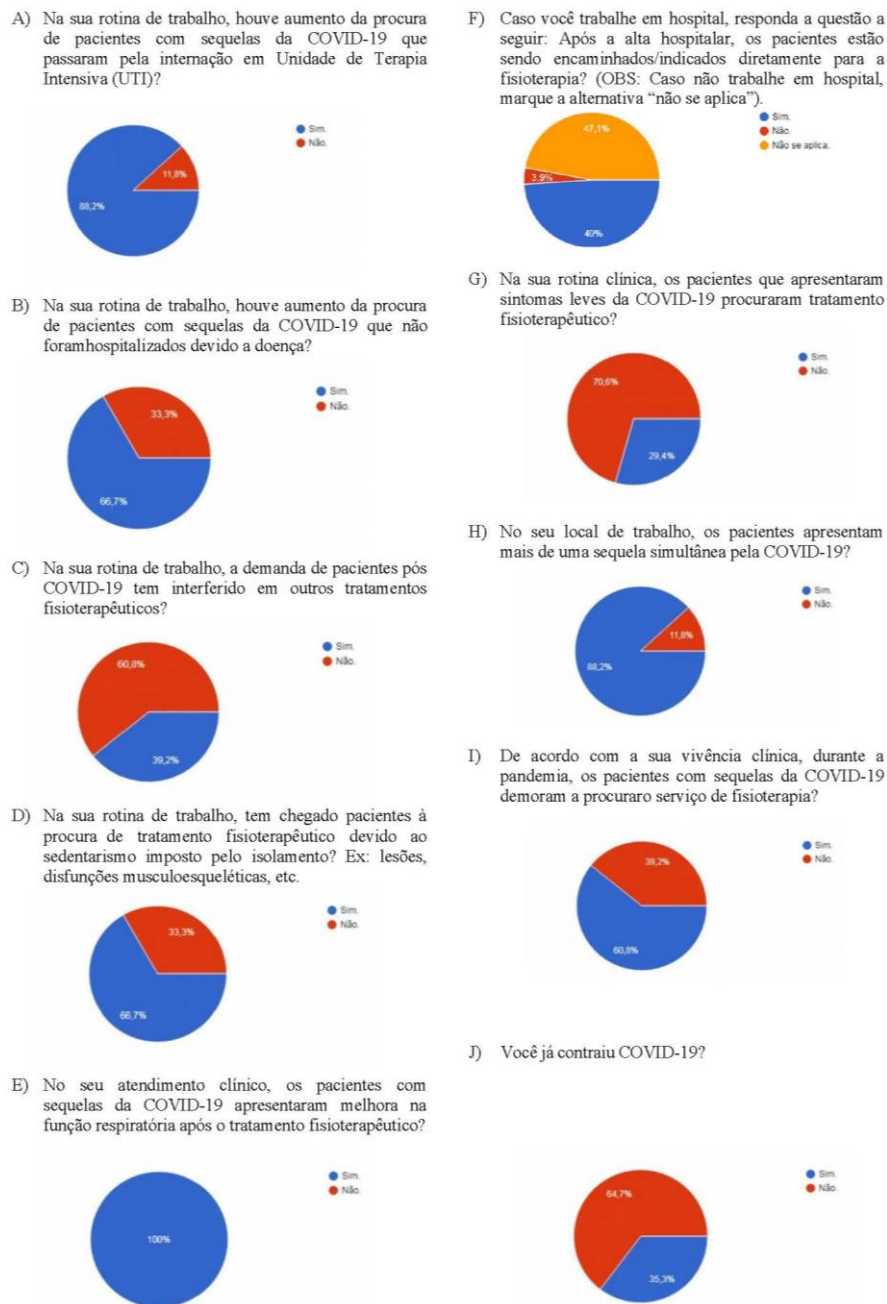 A) Na sua rotina de trabalho, houve aumento da procura
de pacientes com sequelas da COVID-19 que
passaram pela internação em Unidade de Terapia
Intensiva (UTI)?
Sim.
Não.
11,8%
88,2%
B) Na sua rotina de trabalho, houve aumento da procura
de pacientes com sequelas da COVID-19 que não
foramhospitalizados devido a doença?
Sim.
Não.
33,3%
66,7%
C) Na sua rotina de trabalho, a demanda de pacientes pós
COVID-19 tem interferido em outros tratamentos
fisioterapêuticos?
Sim.
Não.
60,8%
39,2%
D) Na sua rotina de trabalho, tem chegado pacientes à
procura de tratamento fisioterapêutico devido ao
sedentarismo imposto pelo isolamento? Ex: lesões,
disfunções musculoesqueléticas, etc.
Sim.
Não.
33,3%
66,7%
E) No seu atendimento clínico, os pacientes com
sequelas da COVID-19 apresentaram melhora na
função respiratória após o tratamento fisioterapêutico?
Sim.
Não.
100%
F) Caso você trabalhe em hospital, responda a questão a
seguir: Após a alta hospitalar, os pacientes estão
sendo encaminhados/indicados diretamente para a
fisioterapia? (OBS: Caso não trabalhe em hospital,
marque a alternativa “não se aplica”).
Sim.
Não.
Não se aplica.
47,1%
3,9%
49%
G) Na sua rotina clínica, os pacientes que apresentaram
sintomas leves da COVID-19 procuraram tratamento
fisioterapêutico?
Sim.
Não.
70,6%
29,4%
H) No seu local de trabalho, os pacientes apresentam
mais de uma sequela simultânea pela COVID-19?
Sim.
Não.
11,8%
88,2%
I) De acordo com a sua vivência clínica, durante a
pandemia, os pacientes com sequelas da COVID-19
demoram a procuraro serviço de fisioterapia?
Sim.
Não.
39,2%
60,8%
J) Você já contraiu COVID-19?
Sim.
Não.
64,7%
35,3%